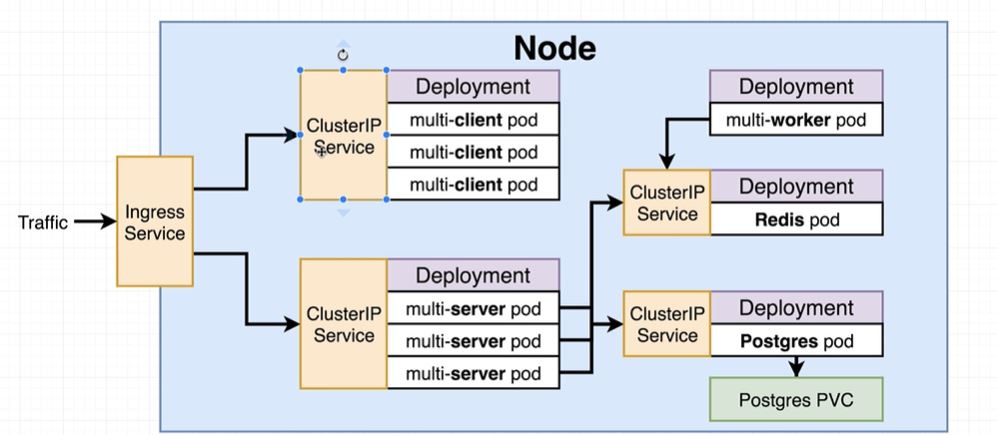 Node
Traffic
Ingress
Service
ClusterIP
Service
Deployment
multi-client pod
multi-client pod
multi-client pod
ClusterIP
Service
Deployment
multi-server pod
multi-server pod
multi-server pod
Deployment
multi-worker pod
ClusterIP
Service
Deployment
Redis pod
ClusterIP
Service
Deployment
Postgres pod
Postgres PVC